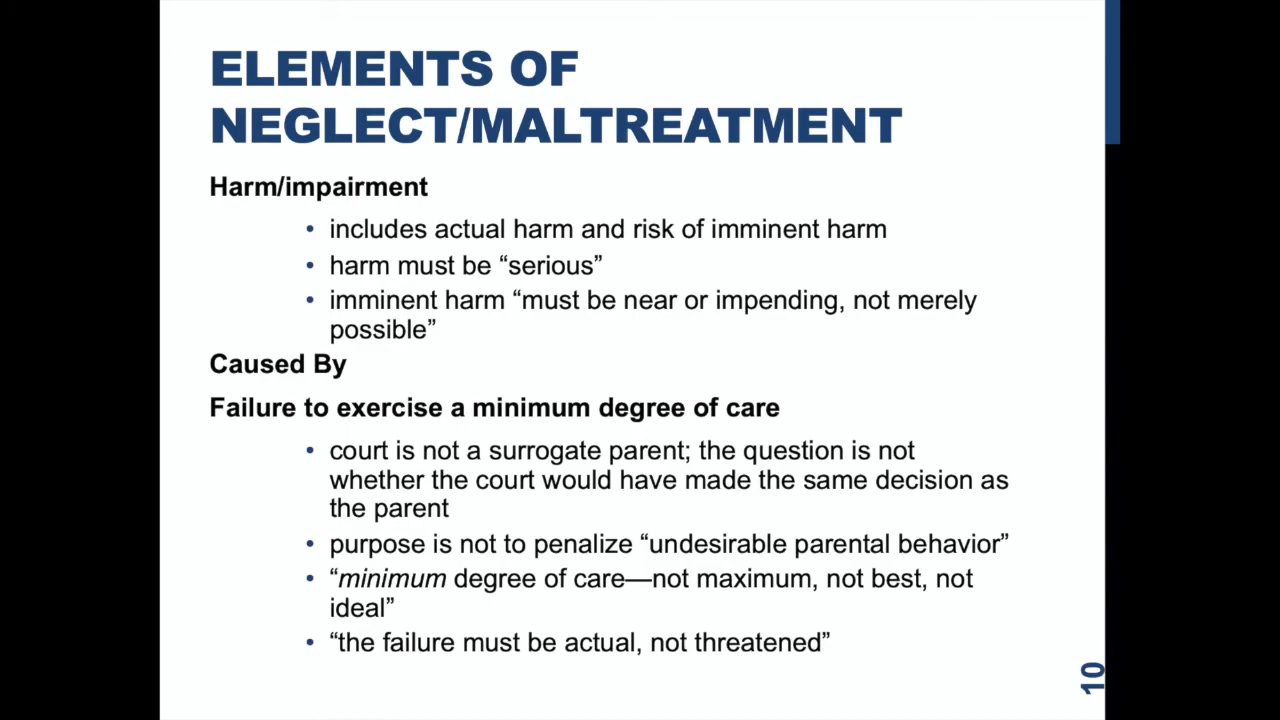 ELEMENTS OF
NEGLECT/MALTREATMENT
Harm/impairment
• includes actual harm and risk of imminent harm
• harm must be “serious”
• imminent harm “must be near or impending, not merely
possible”
Caused By
Failure to exercise a minimum degree of care
• court is not a surrogate parent; the question is not
whether the court would have made the same decision as
the parent
• purpose is not to penalize “undesirable parental behavior”
• “minimum degree of care—not maximum, not best, not
ideal”
• “the failure must be actual, not threatened”
10